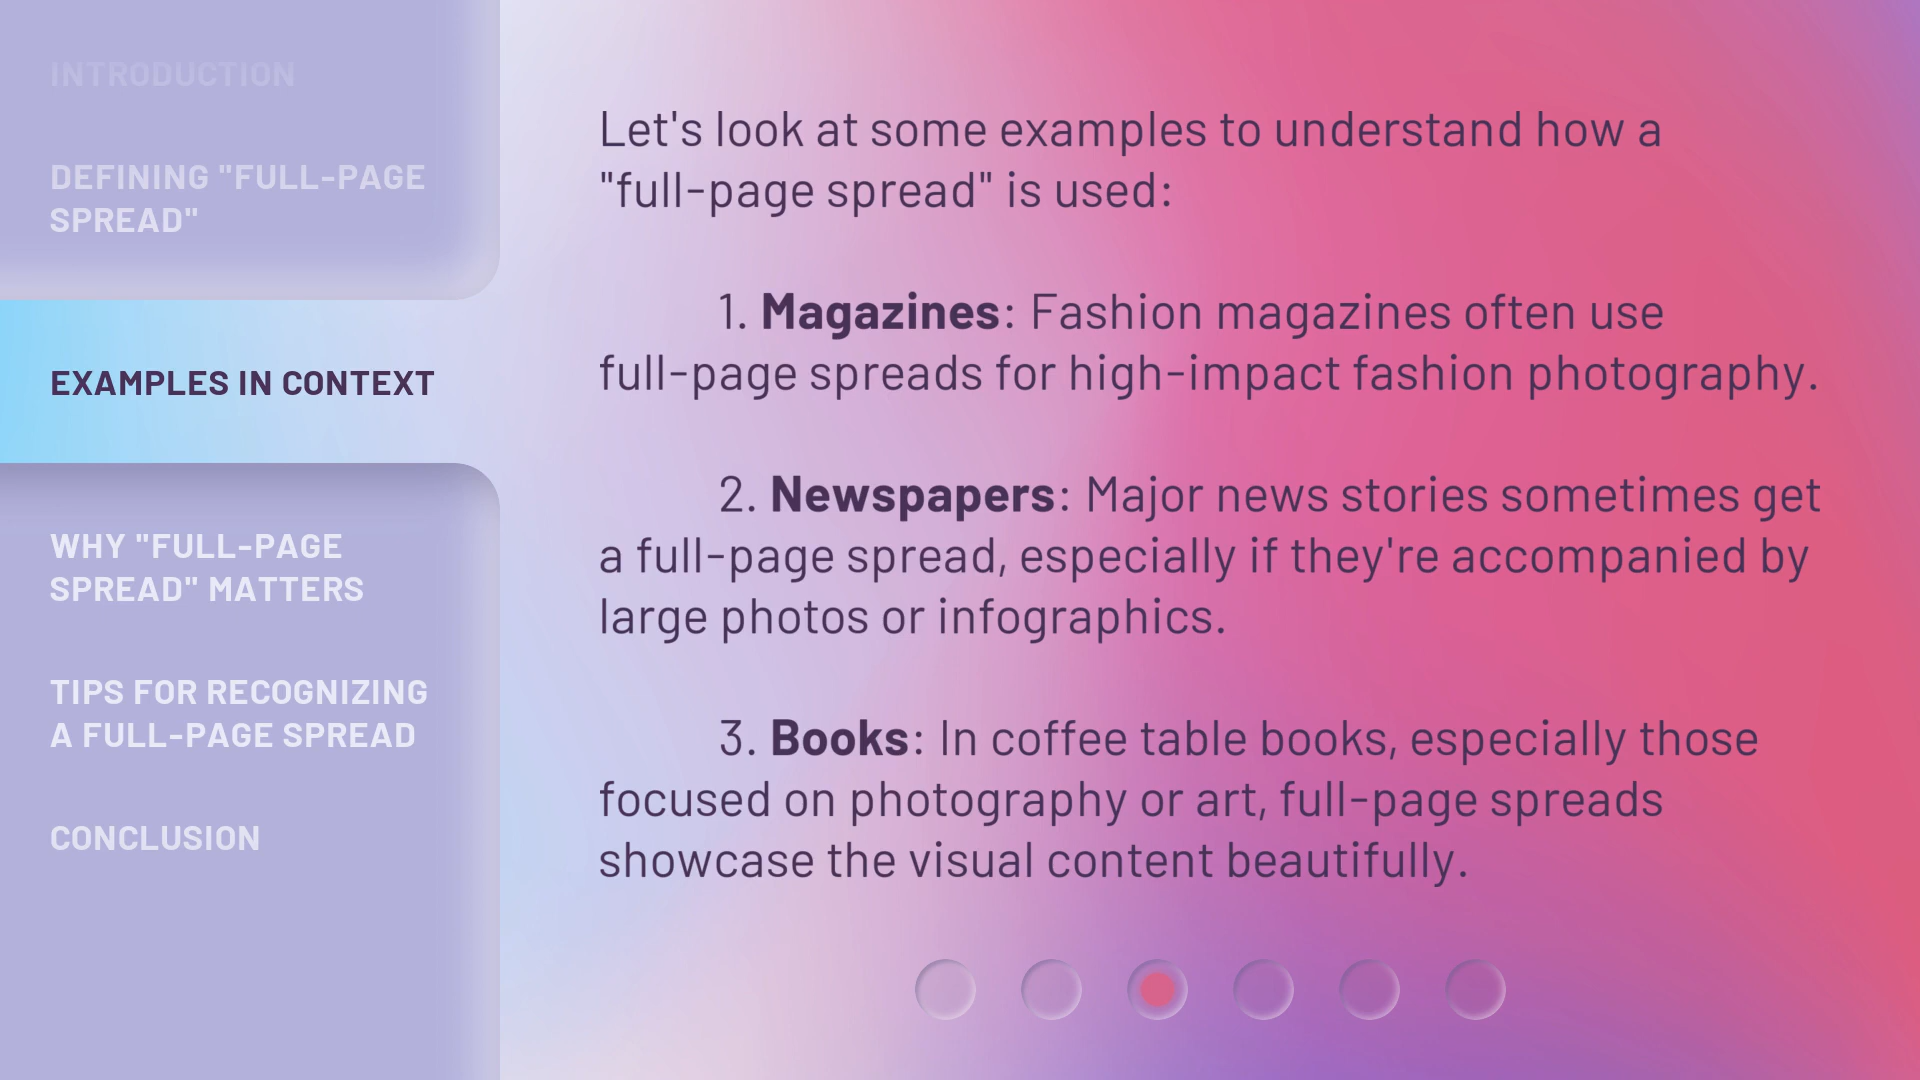 INTRODUCTION
DEFINING "FULL-PAGE
SPREAD"
EXAMPLES IN CONTEXT
WHY "FULL-PAGE
SPREAD" MATTERS
TIPS FOR RECOGNIZING
A FULL-PAGE SPREAD
CONCLUSION
Let's look at some examples to understand how a
"full-page spread" is used:
1. Magazines: Fashion magazines often use
full-page spreads for high-impact fashion photography.
2. Newspapers: Major news stories sometimes get
a full-page spread, especially if they're accompanied by
large photos or infographics.
3. Books: In coffee table books, especially those
focused on photography or art, full-page spreads
showcase the visual content beautifully.